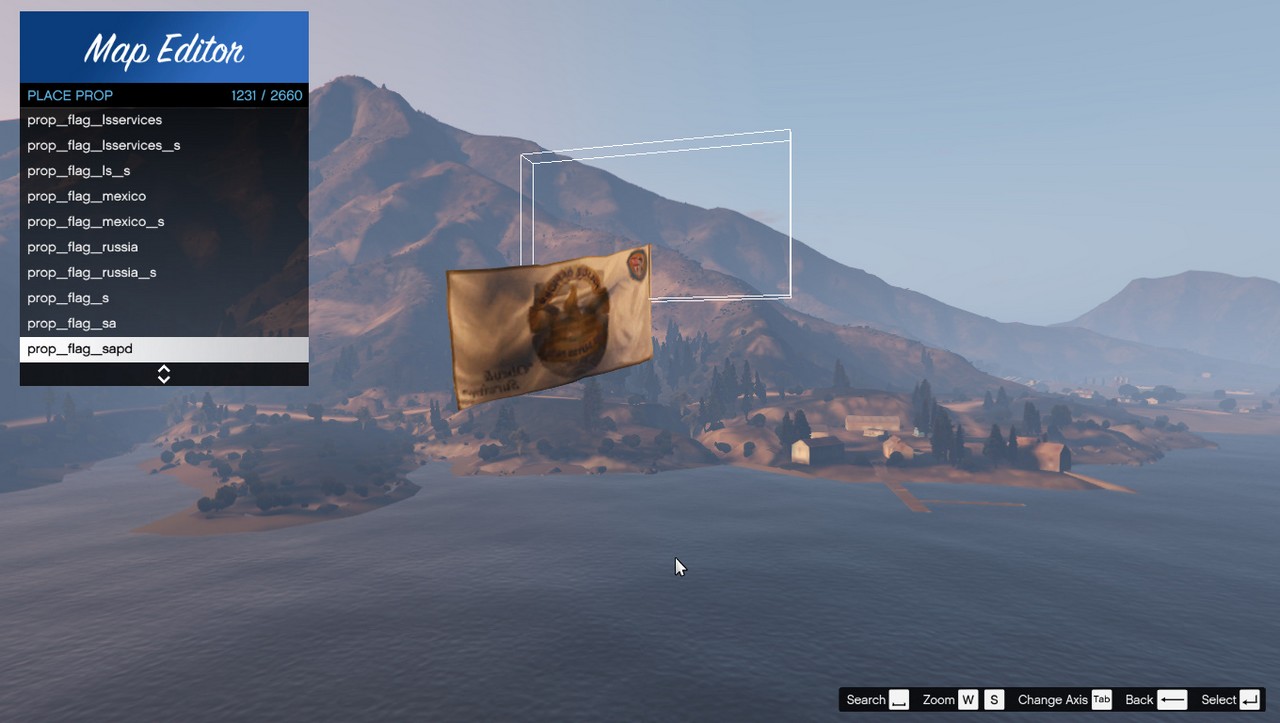 Map Editor
PLACE PROP 1231 / 2660
prop_flag_lsservices
prop_flag_lsservices_s
prop_flag_ls_s
prop_flag_mexico
prop_flag_mexico_s
prop_flag_russia
prop_flag_russia_s
prop_flag_s
prop_flag_sa
prop_flag_sapd
Search Zoom W S Change Axis Tab Back Select